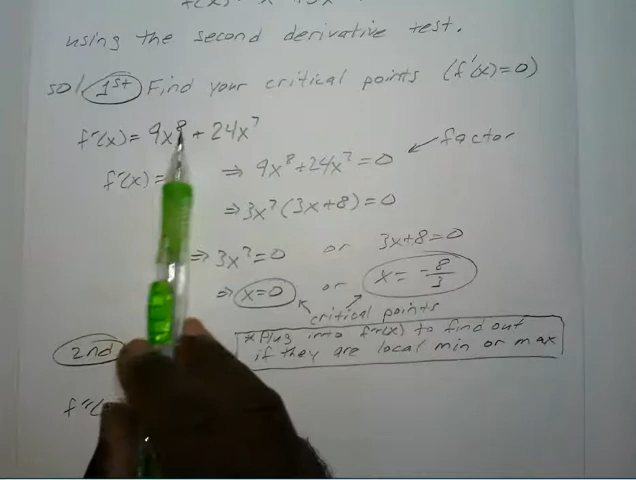 using the second derivative test.
sol. 1st Find your critical points (f'(x)=0)
f'(x)= 9x⁸ + 24x⁷
factor
f'(x)= ⇒ 9x⁸+24x⁷=0
⇒3x⁷(3x+8)=0
⇒3x⁷=0 or 3x+8=0
⇒ x=0 or x= -8/3
critical points
*Plug into f"(x) to find out
2nd if they are local min or max